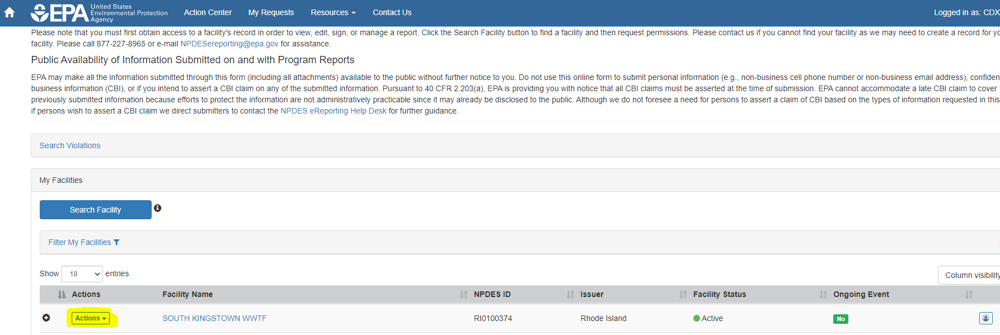 EPA United States
Environmental Protection
Agency
Action Center My Requests Resources Contact Us Logged in as: CDX
Please note that you must first obtain access to a facility's record in order to view, edit, sign, or manage a report. Click the Search Facility button to find a facility and then request permissions. Please contact us if you cannot find your facility as we may need to create a record for yo
facility. Please call 877-227-8965 or e-mail NPDESereporting@epa.gov for assistance.
Public Availability of Information Submitted on and with Program Reports
EPA may make all the information submitted through this form (including all attachments) available to the public without further notice to you. Do not use this online form to submit personal information (e.g., non-business cell phone number or non-business email address), confiden
business information (CBI), or if you intend to assert a CBI claim on any of the submitted information. Pursuant to 40 CFR 2.203(a), EPA is providing you with notice that all CBI claims must be asserted at the time of submission. EPA cannot accommodate a late CBI claim to cover
previously submitted information because efforts to protect the information are not administratively practicable since it may already be disclosed to the public. Although we do not foresee a need for persons to assert a claim of CBI based on the types of information requested in this
if persons wish to assert a CBI claim we direct submitters to contact the NPDES eReporting Help Desk for further guidance.
Search Violations
My Facilities
Search Facility
Filter My Facilities
Show 10 entries
Column visibility
Actions Facility Name NPDES ID Issuer Facility Status Ongoing Event
Actions SOUTH KINGSTOWN WWTF RI0100374 Rhode Island Active No